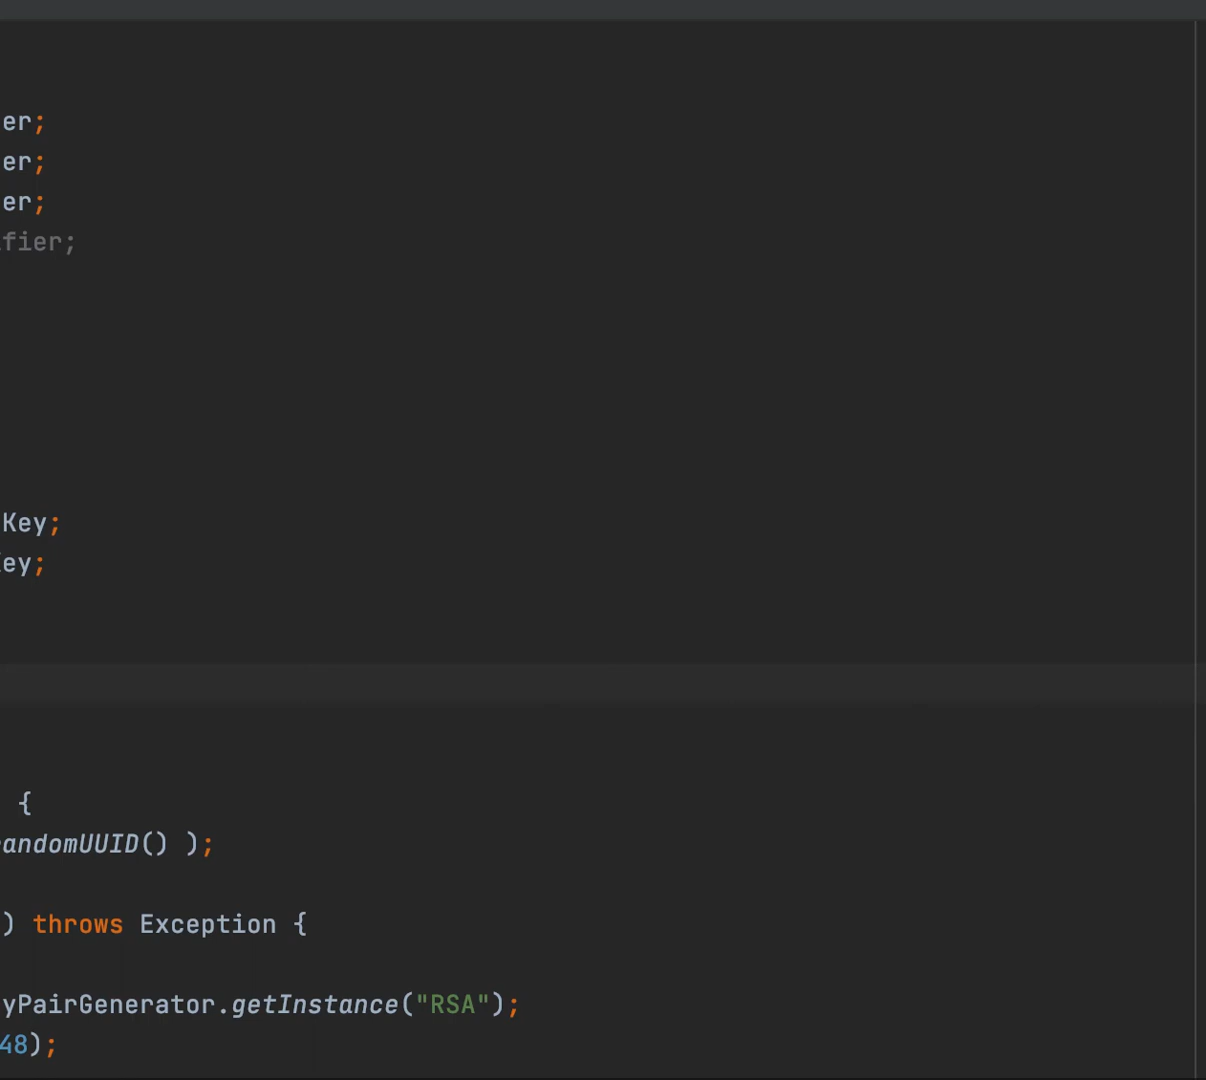 er;
er;
er;
fier;
Key;
ey;
{
andomUUID() );
) throws Exception {
yPairGenerator.getInstance("RSA");
48);